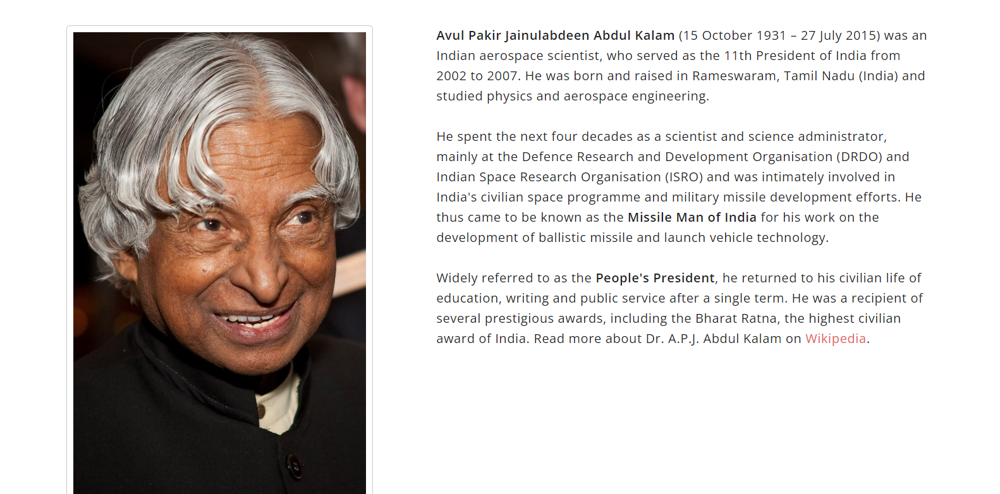 Avul Pakir Jainulabdeen Abdul Kalam (15 October 1931 – 27 July 2015) was an
Indian aerospace scientist, who served as the 11th President of India from
2002 to 2007. He was born and raised in Rameswaram, Tamil Nadu (India) and
studied physics and aerospace engineering.
He spent the next four decades as a scientist and science administrator,
mainly at the Defence Research and Development Organisation (DRDO) and
Indian Space Research Organisation (ISRO) and was intimately involved in
India's civilian space programme and military missile development efforts. He
thus came to be known as the Missile Man of India for his work on the
development of ballistic missile and launch vehicle technology.
Widely referred to as the People's President, he returned to his civilian life of
education, writing and public service after a single term. He was a recipient of
several prestigious awards, including the Bharat Ratna, the highest civilian
award of India. Read more about Dr. A.P.J. Abdul Kalam on Wikipedia.